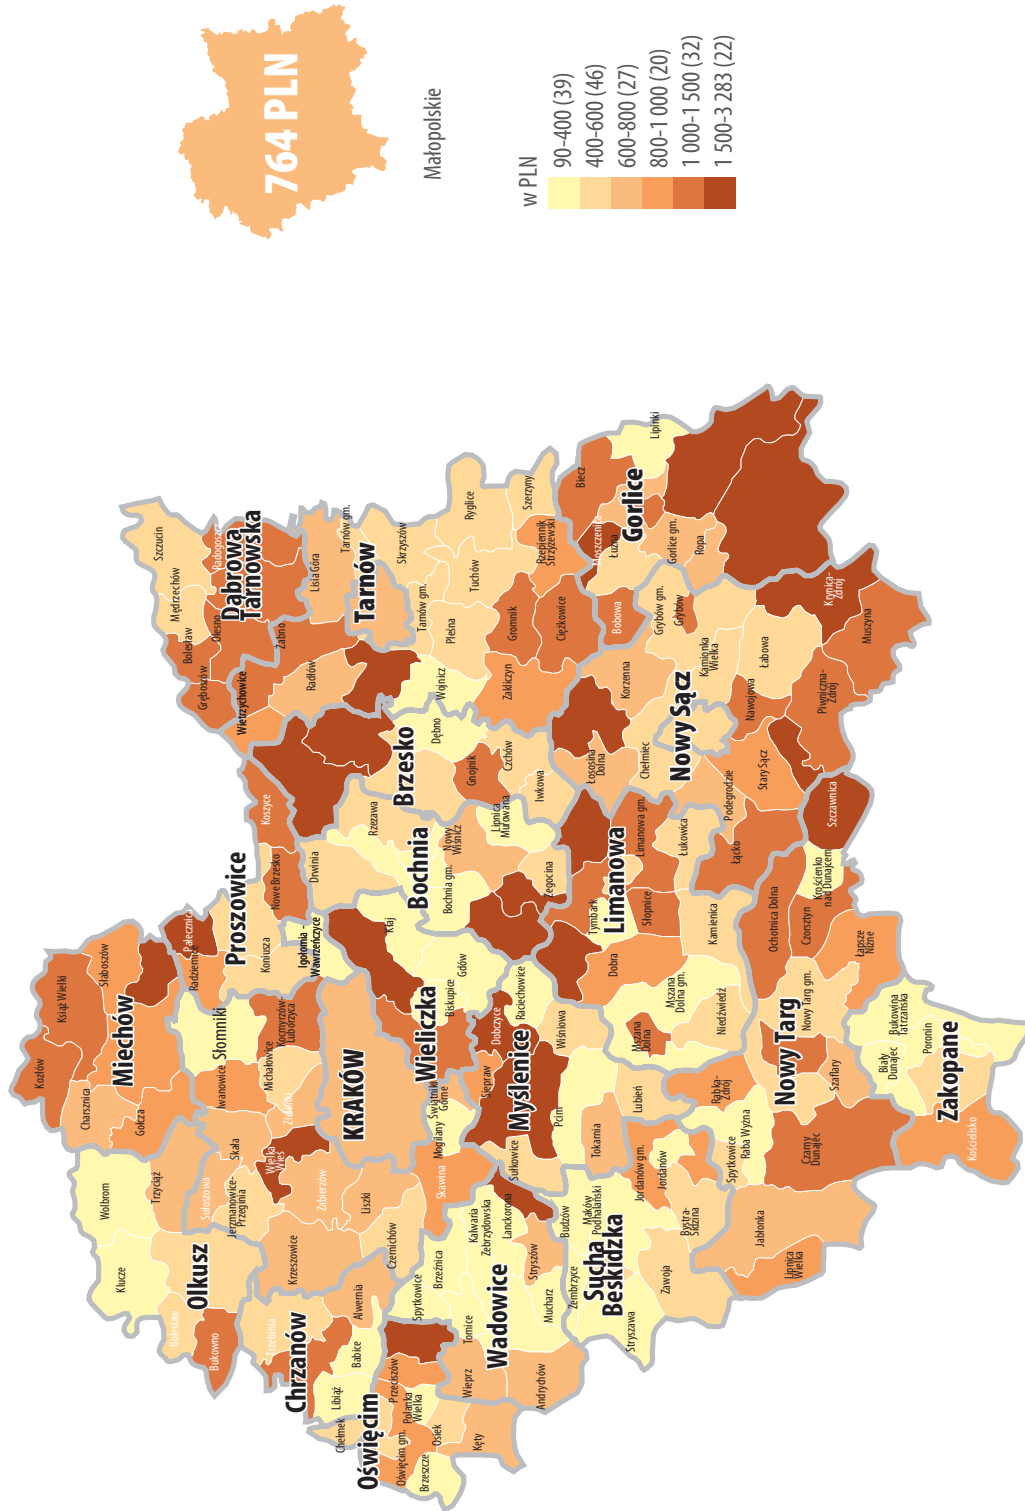 764 PLN
Małopolskie
w PLN
90-400 (39)
400-600 (46)
600-800 (27)
800-1 000 (20)
1 000-1 500 (32)
1 500-3 283 (22)
Kozłów
Książ Wielki
Charsznica
Miechów
Słaboszów
Gołcza
Racławice
Pałecznica
Radziemice
Proszowice
Koniusza
Nowe Brzesko
Koszyce
Igołomia -
Wawrzeńczyce
Słomniki
Iwanowice
Michałowice
Kocmyrzów-
Luborzyca
Zielonki
Skała
Wielka
Wieś
Sułoszowa
Jerzmanowice-
Przeginia
Zabierzów
Liszki
Krzeszowice
Czernichów
KRAKÓW
Skawina
Mogilany
Świątniki
Górne
Wolbrom
Trzyciąż
Klucze
Olkusz
Bolesław
Bukowno
Trzebinia
Chrzanów
Alwernia
Babice
Libiąż
Chełmek
Oświęcim
Oświęcim gm.
Przeciszów
Polanka
Wielka
Brzeszcze
Osiek
Kęty
Spytkowice
Brzeźnica
Tomice
Wadowice
Wieprz
Andrychów
Kalwaria
Zebrzydowska
Lanckorona
Stryszów
Mucharz
Zembrzyce
Budzów
Maków
Podhalański
Sucha
Beskidzka
Stryszawa
Zawoja
Bystra-
Sidzina
Jordanów gm.
Jordanów
Wieliczka
Biskupice
Gdów
Kłaj
Dobczyce
Siepraw
Myślenice
Raciechowice
Wiśniowa
Sułkowice
Pcim
Tokarnia
Lubień
Drwinia
Rzezawa
Bochnia
Bochnia gm.
Nowy
Wiśnicz
Lipnica
Murowana
Żegocina
Brzesko
Dębno
Gnojnik
Czchów
Iwkowa
Szczucin
Mędrzechów
Bolesław
Olesno
Gręboszów
Radogoszcz
Dąbrowa
Tarnowska
Wietrzychowice
Żabno
Radłów
Lisia Góra
Tarnów gm.
Tarnów
Skrzyszów
Tarnów gm.
Pleśna
Tuchów
Ryglice
Szerzyny
Rzepiennik
Strzyżewski
Gromnik
Ciężkowice
Zakliczyn
Wojnicz
Biecz
Lipinki
Moszczenica
Łużna
Gorlice
Gorlice gm.
Ropa
Bobowa
Grybów gm.
Grybów
Korzenna
Kamionka
Wielka
Łabowa
Krynica-
Zdrój
Muszyna
Nawojowa
Piwniczna-
Zdrój
Łososina
Dolna
Chełmiec
Nowy Sącz
Podegrodzie
Stary Sącz
Łącko
Limanowa
Limanowa gm.
Tymbark
Słopnice
Łukowica
Kamienica
Dobra
Mszana
Dolna gm.
Mszana
Dolna
Niedźwiedź
Szczawnica
Krościenko
nad Dunajcem
Ochotnica Dolna
Czorsztyn
Łapsze
Niżne
Nowy Targ
Nowy Targ gm.
Szaflary
Rabka-
Zdrój
Spytkowice
Raba Wyżna
Czarny
Dunajec
Jabłonka
Lipnica
Wielka
Zakopane
Bukowina
Tatrzańska
Biały
Dunajec
Poronin
Kościelisko